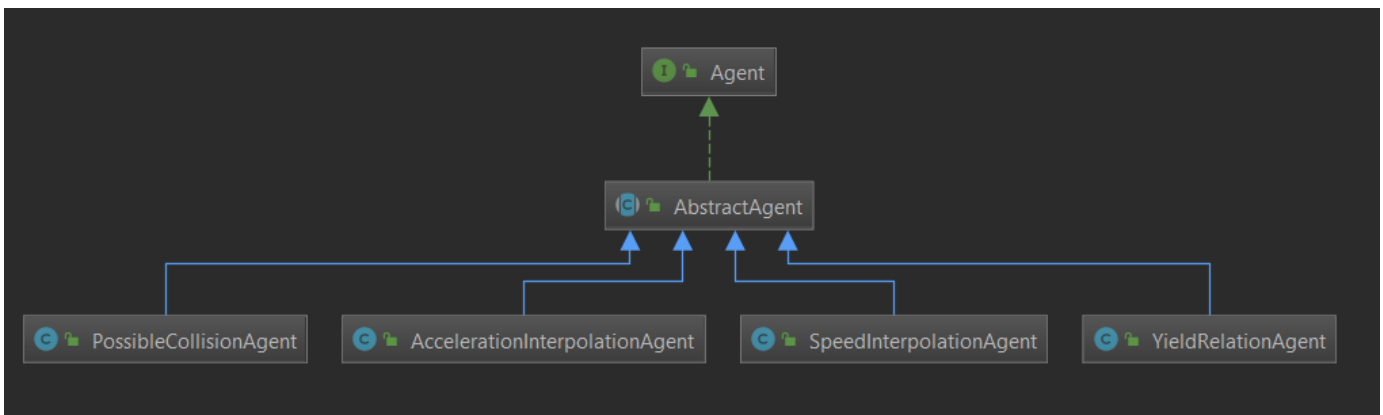 Agent
AbstractAgent
PossibleCollisionAgent
AccelerationInterpolationAgent
SpeedInterpolationAgent
YieldRelationAgent